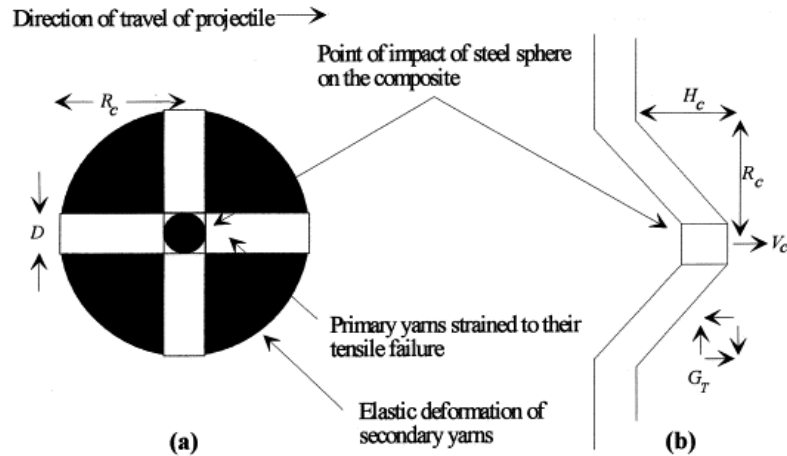 Direction of travel of projectile
Point of impact of steel sphere
on the composite
R_c
H_c
R_c
D
V_c
Primary yarns strained to their
tensile failure
G_T
Elastic deformation of
secondary yarns
(a)
(b)